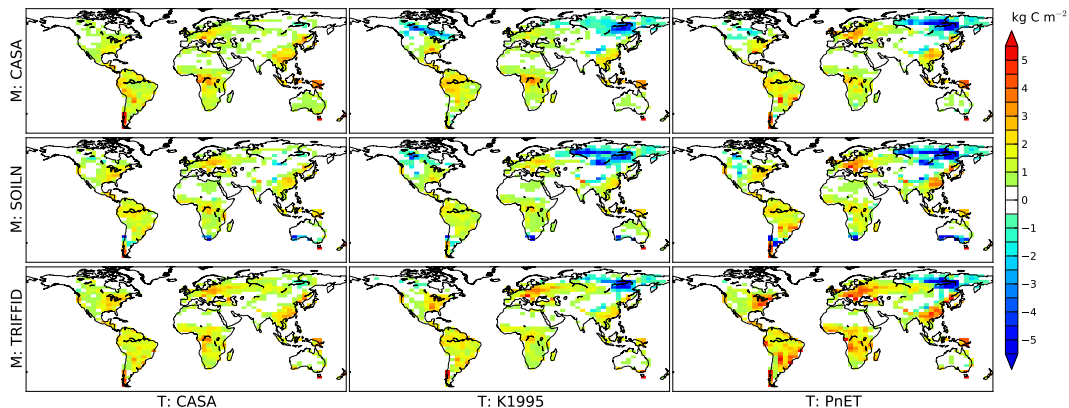 kg C m⁻²
M: CASA
M: SOILN
M: TRIFFID
5
4
3
2
1
0
−1
−2
−3
−4
−5
T: CASA
T: K1995
T: PnET